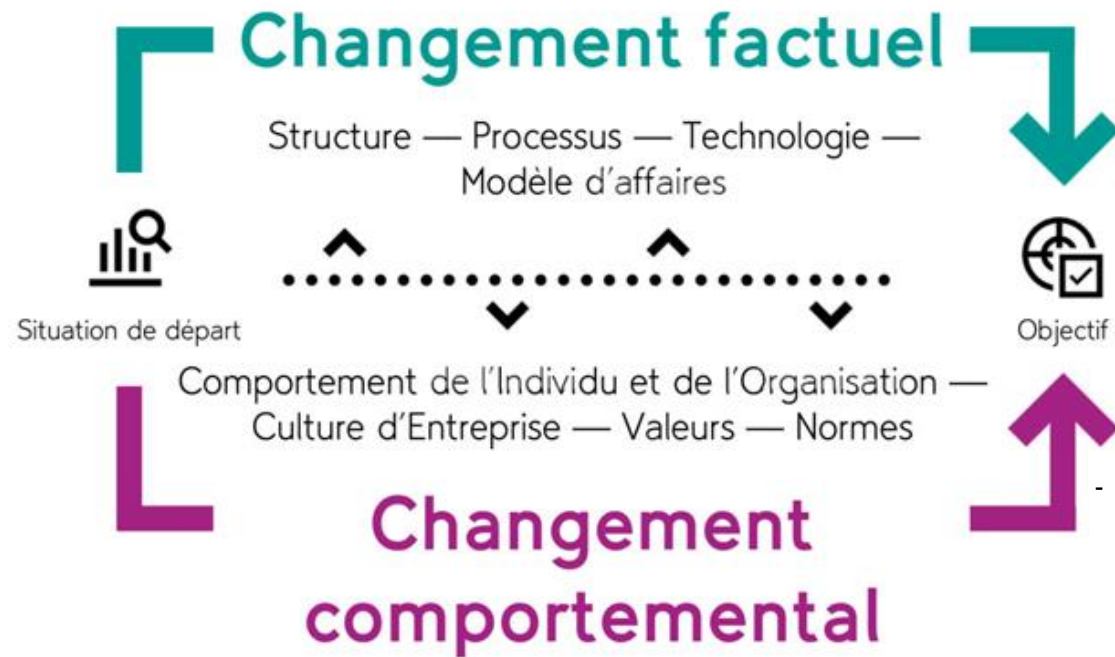 Changement factuel
Structure — Processus — Technologie —
Modèle d'affaires
Situation de départ
Objectif
Comportement de l'Individu et de l'Organisation —
Culture d'Entreprise — Valeurs — Normes
-
Changement
comportemental